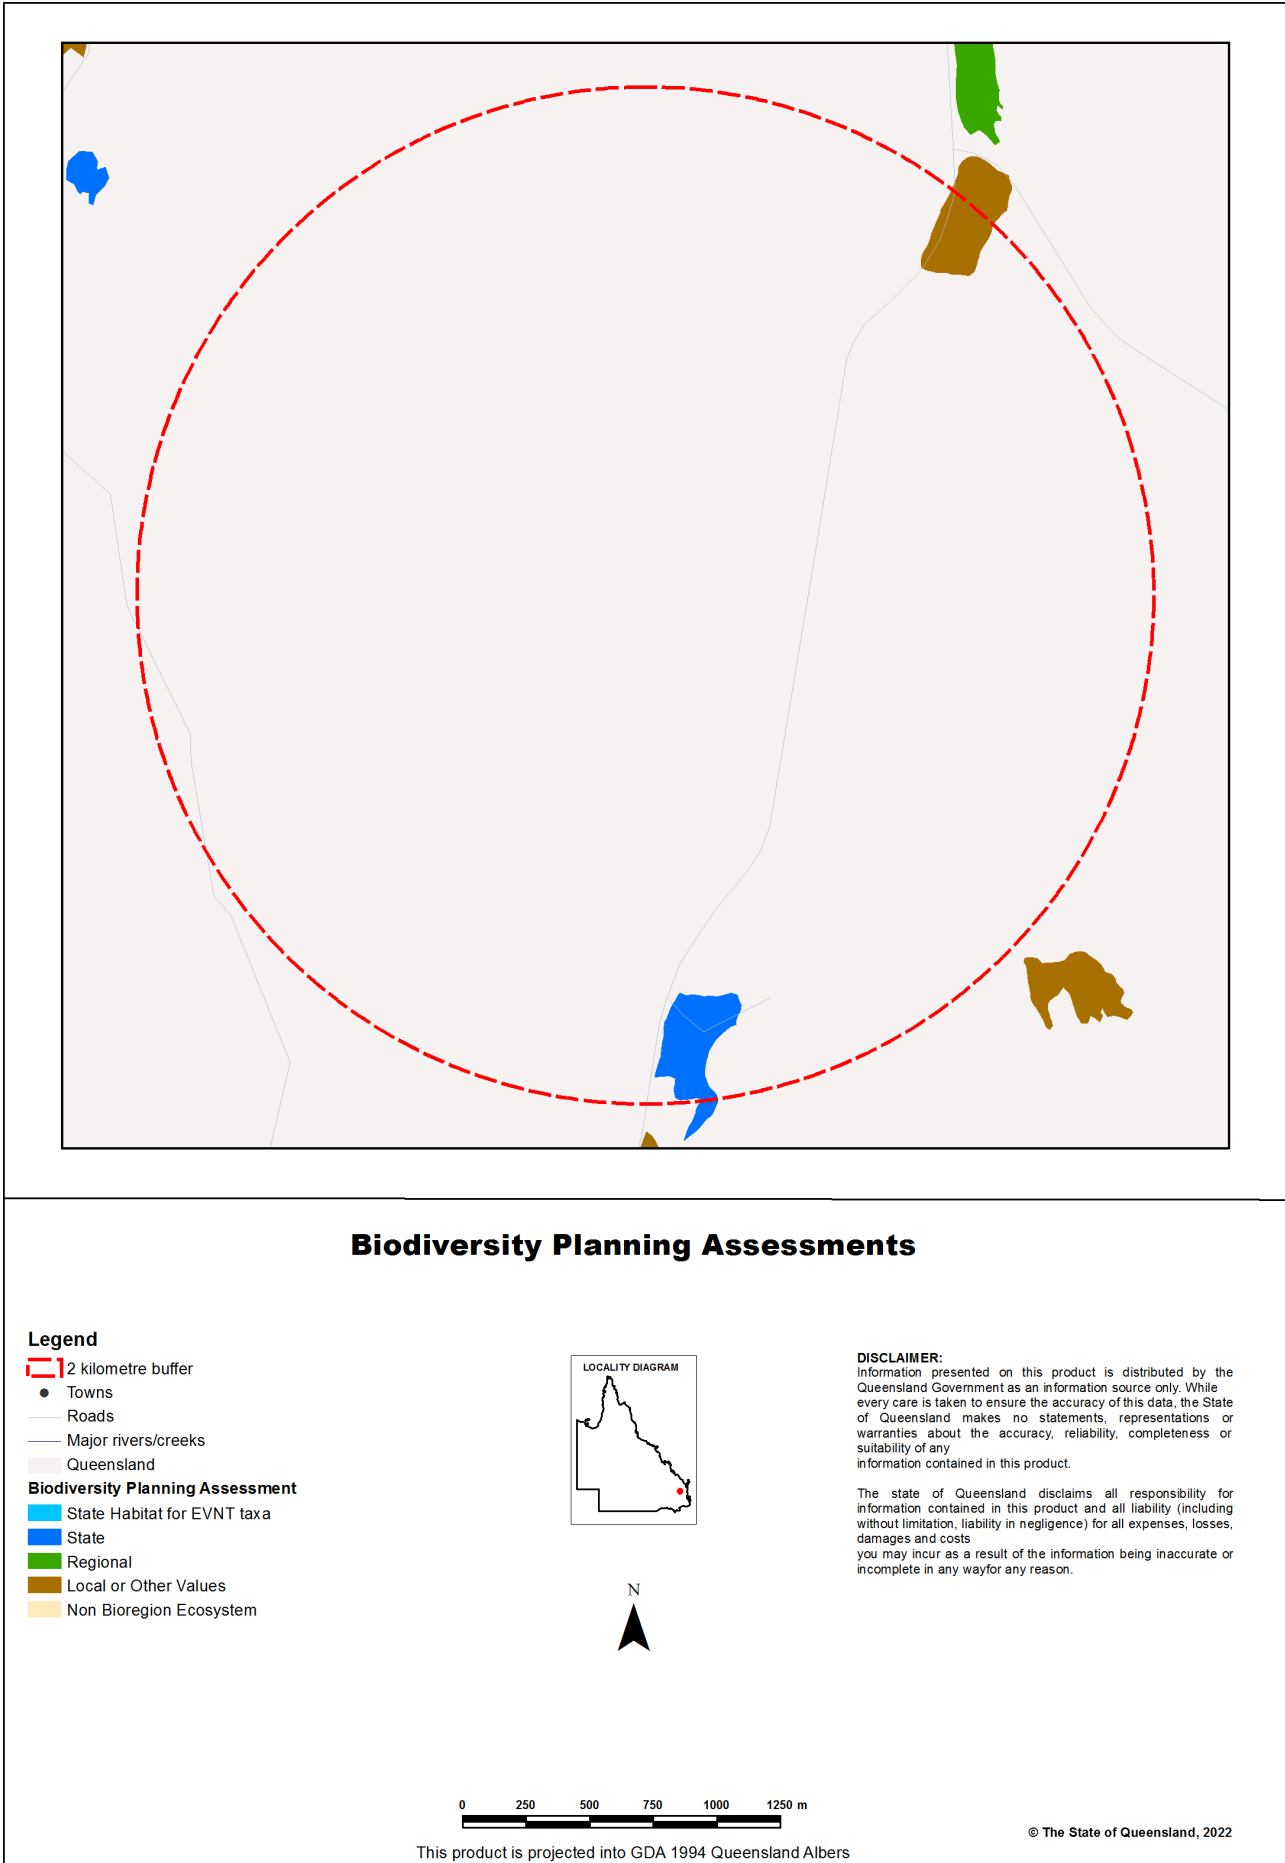 Biodiversity Planning Assessments
Legend
2 kilometre buffer
Towns
Roads
Major rivers/creeks
Queensland
Biodiversity Planning Assessment
State Habitat for EVNT taxa
State
Regional
Local or Other Values
Non Bioregion Ecosystem
LOCALITY DIAGRAM
N
DISCLAIMER:
Information presented on this product is distributed by the
Queensland Government as an information source only. While
every care is taken to ensure the accuracy of this data, the State
of Queensland makes no statements, representations or
warranties about the accuracy, reliability, completeness or
suitability of any
information contained in this product.
The state of Queensland disclaims all responsibility for
information contained in this product and all liability (including
without limitation, liability in negligence) for all expenses, losses,
damages and costs
you may incur as a result of the information being inaccurate or
incomplete in any wayfor any reason.
0 250 500 750 1000 1250 m
This product is projected into GDA 1994 Queensland Albers
© The State of Queensland, 2022